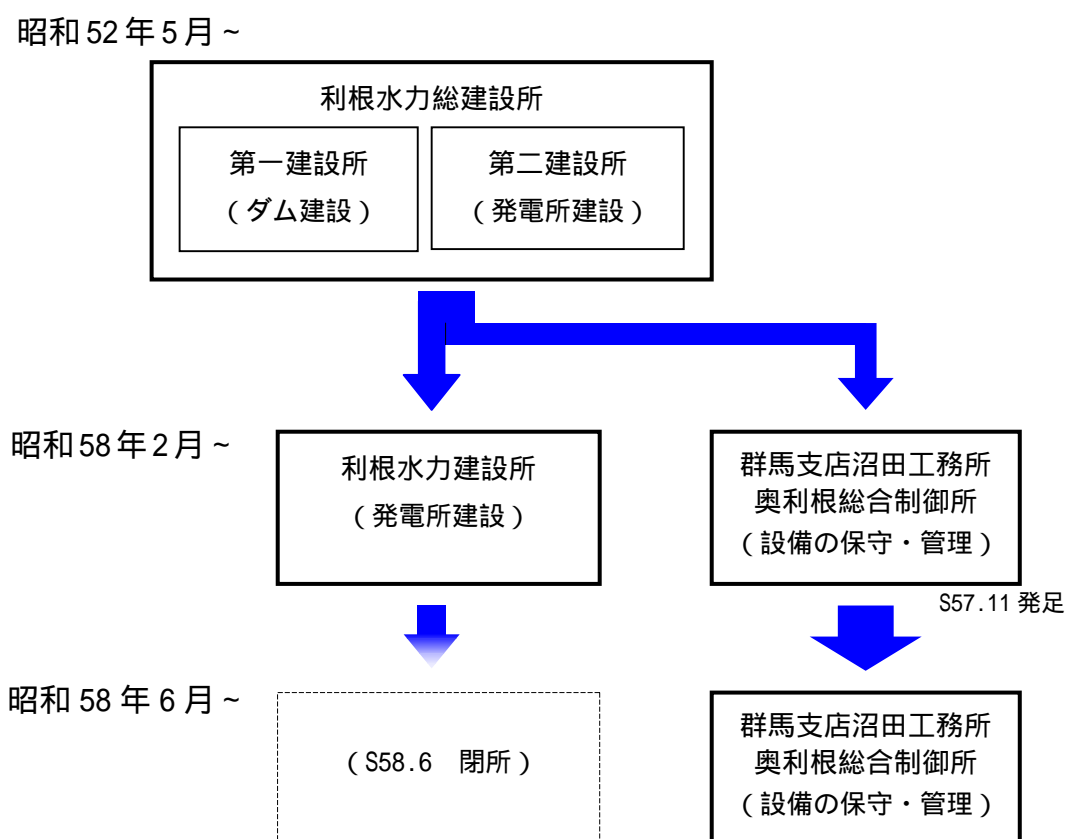 昭和52年5月~
利根水力総建設所
第一建設所
(ダム建設)
第二建設所
(発電所建設)
昭和58年2月~
利根水力建設所
(発電所建設)
群馬支店沼田工務所
奥利根総合制御所
(設備の保守・管理)
S57.11 発足
昭和58年6月~
(S58.6 閉所)
群馬支店沼田工務所
奥利根総合制御所
(設備の保守・管理)